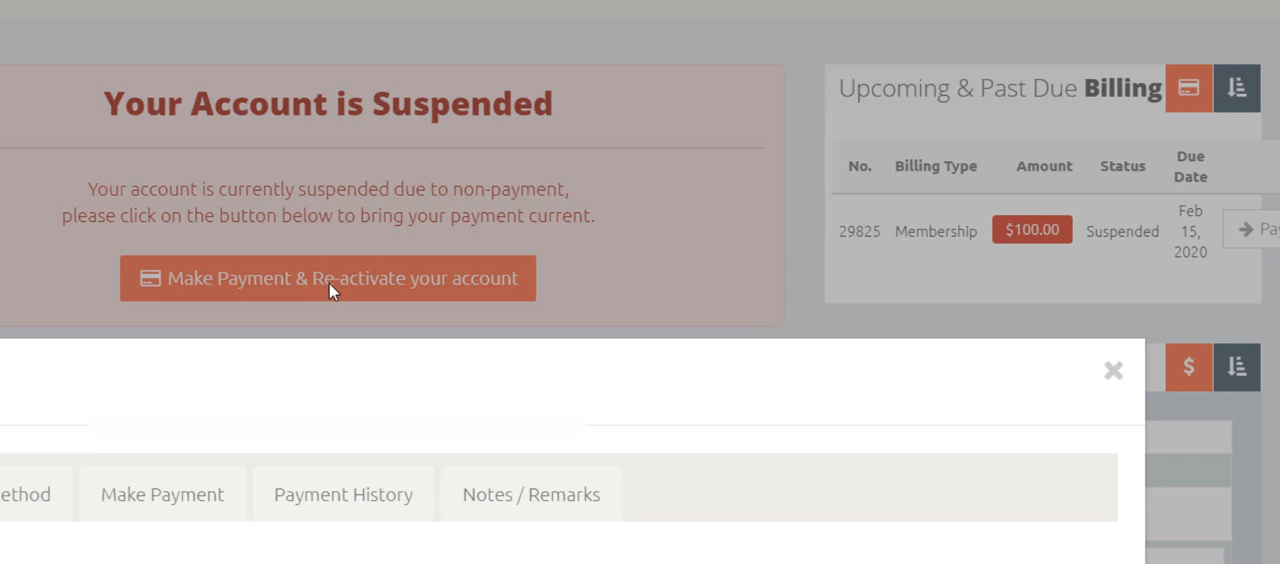 Your Account is Suspended
Your account is currently suspended due to non-payment,
please click on the button below to bring your payment current.
Make Payment & Re-activate your account
Upcoming & Past Due Billing
No. Billing Type Amount Status Due Date
29825 Membership $100.00 Suspended Feb 15, 2020
Make Payment Payment History Notes / Remarks